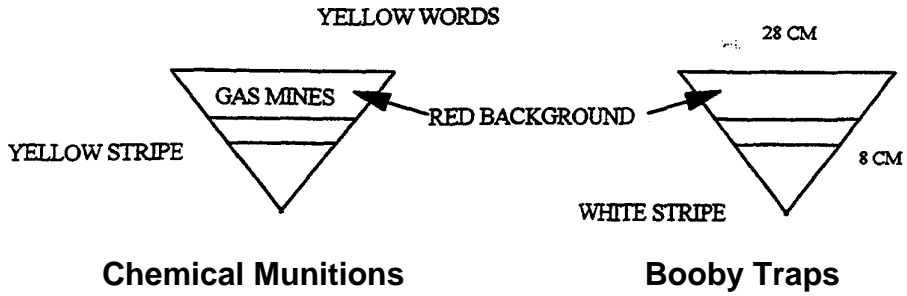 YELLOW WORDS
28 CM
GAS MINES
RED BACKGROUND
YELLOW STRIPE
8 CM
WHITE STRIPE
Chemical Munitions
Booby Traps